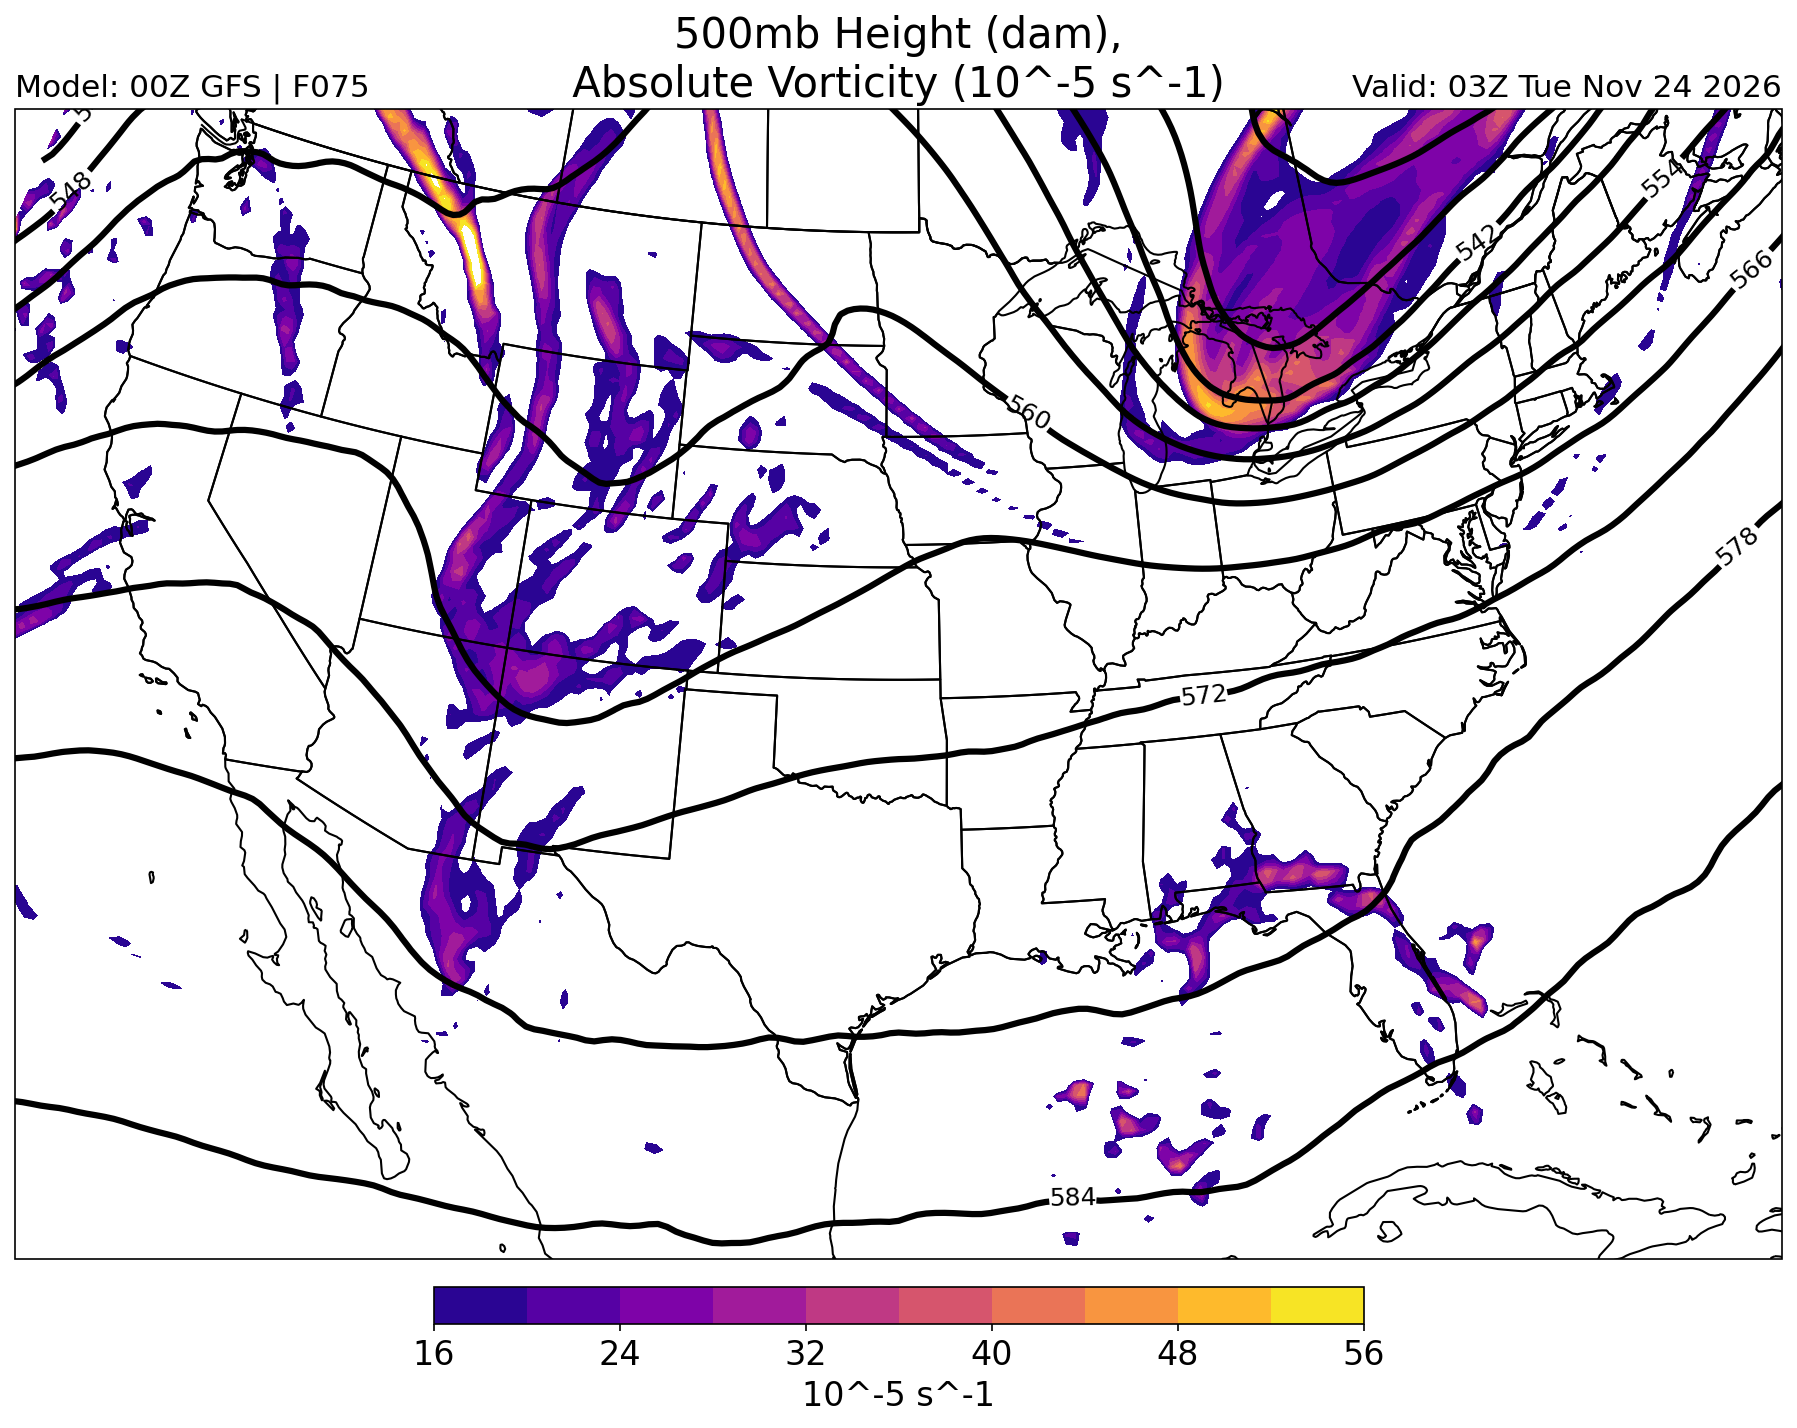 500mb Height (dam),
Model: 00Z GFS | F075
Absolute Vorticity (10^-5 s^-1)
Valid: 03Z Tue Nov 24 2026
548
554
542
566
560
578
572
584
16 24 32 40 48 56
10^-5 s^-1